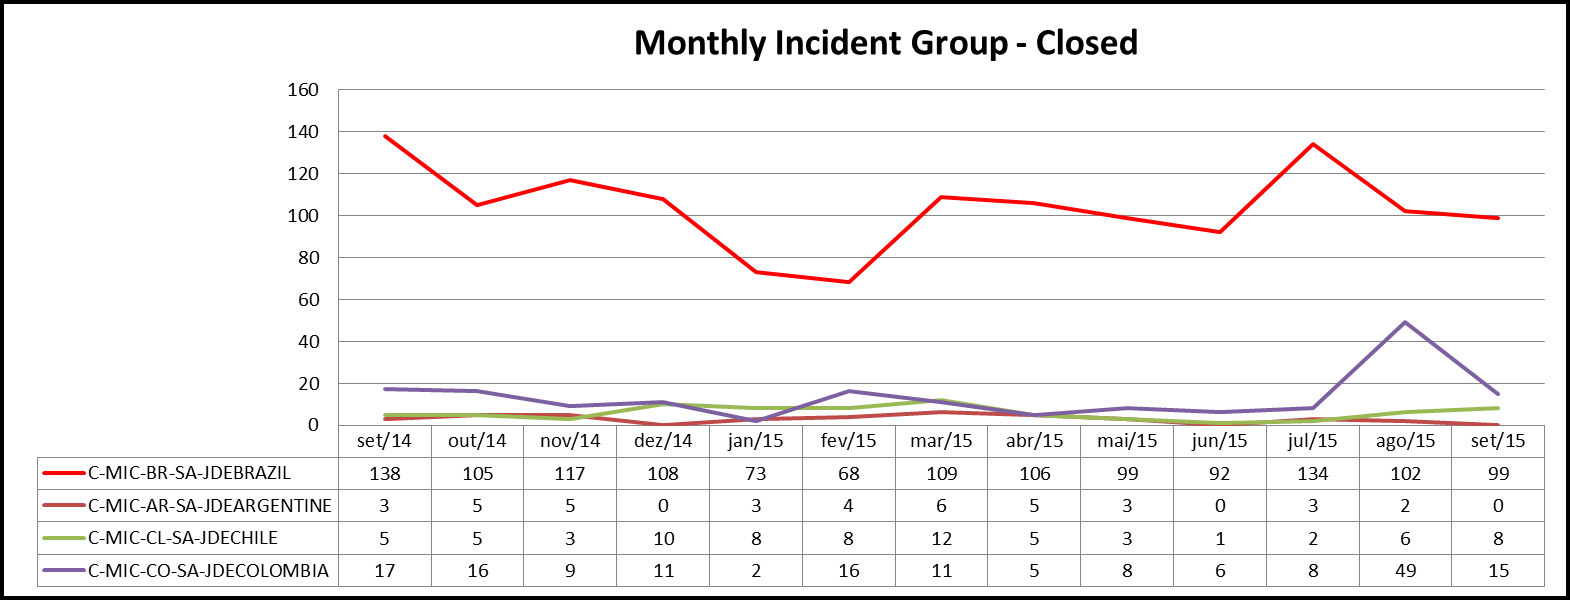 Monthly Incident Group - Closed
160
140
120
100
80
60
40
20
0
set/14 out/14 nov/14 dez/14 jan/15 fev/15 mar/15 abr/15 mai/15 jun/15 jul/15 ago/15 set/15
C-MIC-BR-SA-JDEBRAZIL 138 105 117 108 73 68 109 106 99 92 134 102 99
C-MIC-AR-SA-JDEARGENTINE 3 5 5 0 3 4 6 5 3 0 3 2 0
C-MIC-CL-SA-JDECHILE 5 5 3 10 8 8 12 5 3 1 2 6 8
C-MIC-CO-SA-JDECOLOMBIA 17 16 9 11 2 16 11 5 8 6 8 49 15